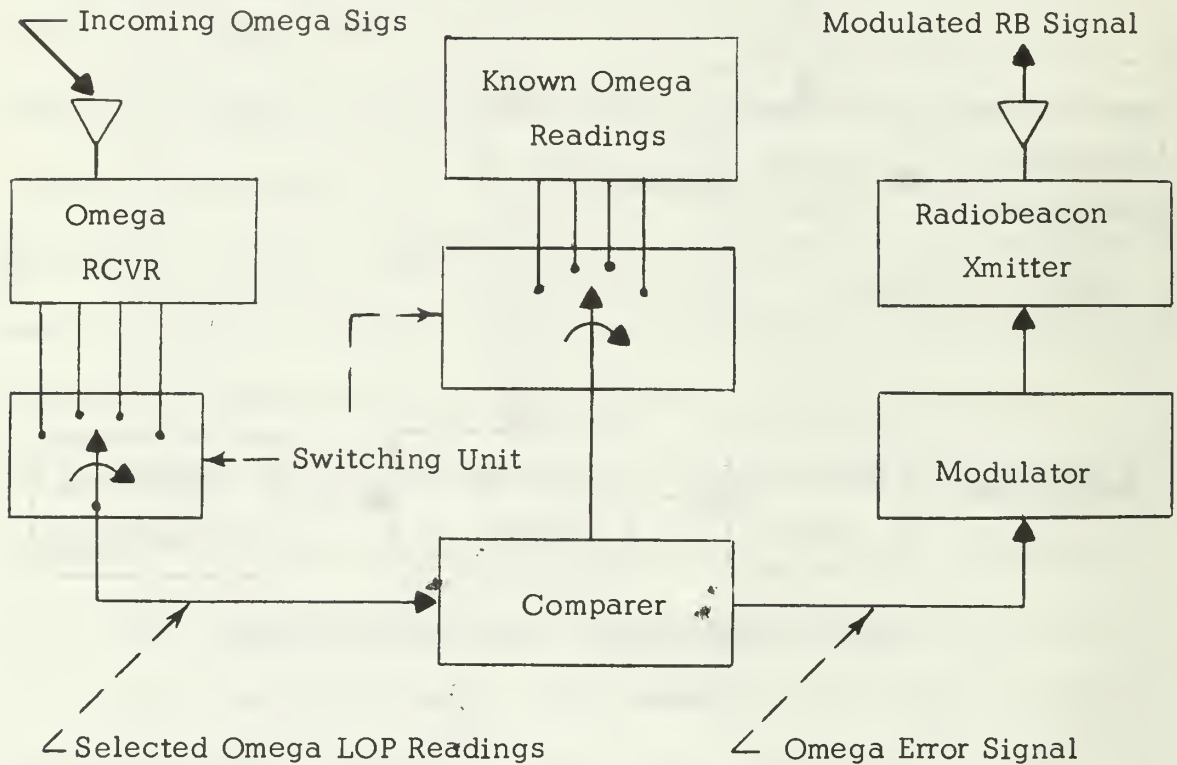 Incoming Omega Sigs
Modulated RB Signal
Known Omega
Readings
Omega
RCVR
Radiobeacon
Xmitter
Switching Unit
Modulator
Comparer
Selected Omega LOP Readings
Omega Error Signal